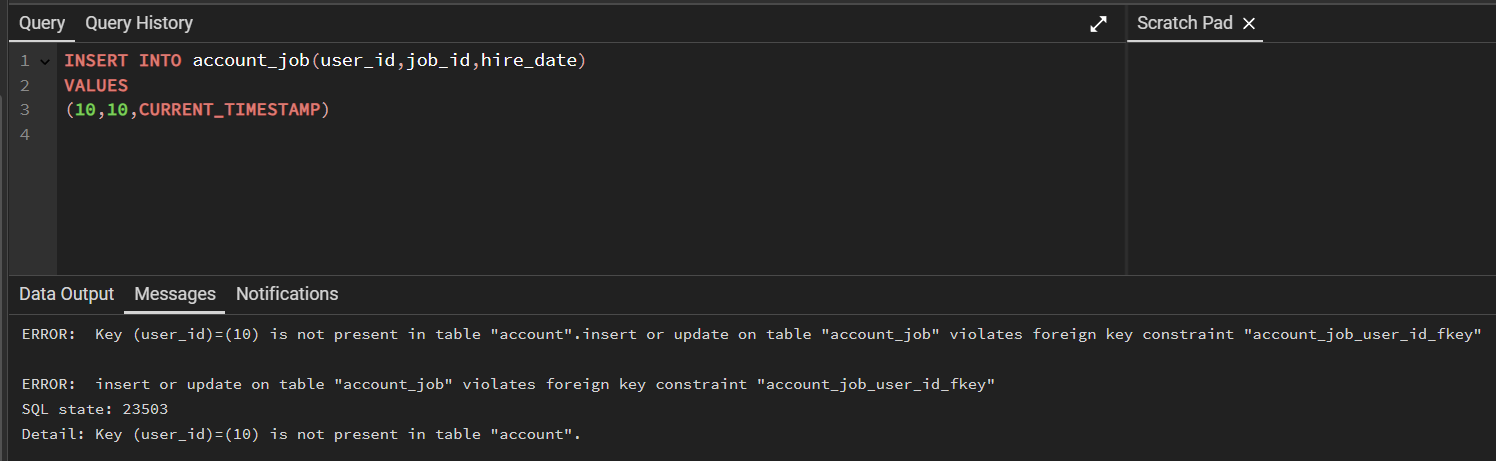 Query Query History
Scratch Pad ×
1 INSERT INTO account_job(user_id,job_id,hire_date)
2 VALUES
3 (10,10,CURRENT_TIMESTAMP)
4
Data Output Messages Notifications
ERROR:  Key (user_id)=(10) is not present in table "account".insert or update on table "account_job" violates foreign key constraint "account_job_user_id_fkey"
ERROR:  insert or update on table "account_job" violates foreign key constraint "account_job_user_id_fkey"
SQL state: 23503
Detail: Key (user_id)=(10) is not present in table "account".